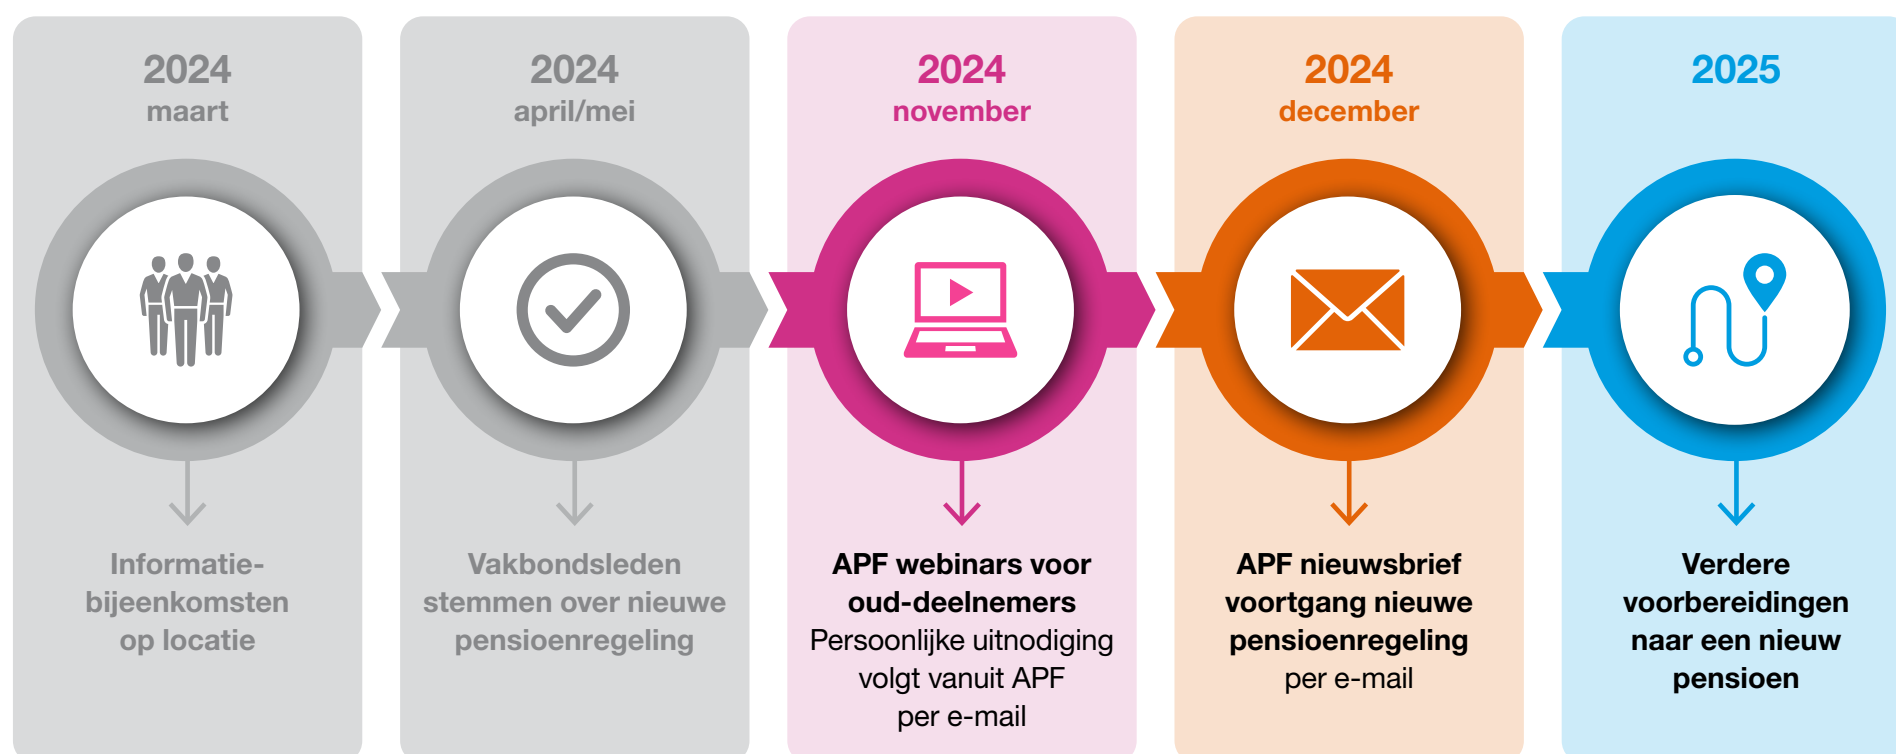 2024
maart
Informatie-
bijeenkomsten
op locatie
2024
april/mei
Vakbondsleden
stemmen over nieuwe
pensioenregeling
2024
november
APF webinars voor
oud-deelnemers
Persoonlijke uitnodiging
volgt vanuit APF
per e-mail
2024
december
APF nieuwsbrief
voortgang nieuwe
pensioenregeling
per e-mail
2025
Verdere
voorbereidingen
naar een nieuw
pensioen